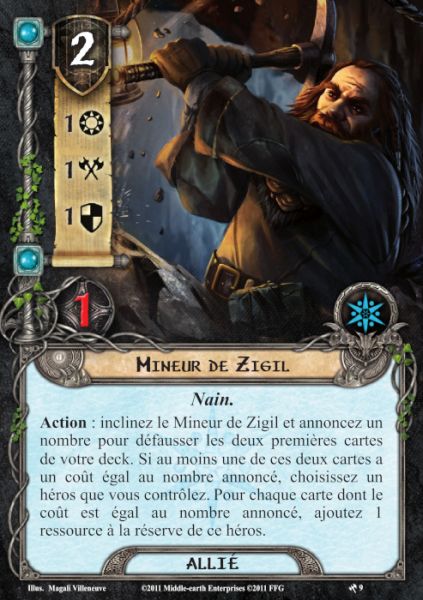 2
1
1
1
1
Mineur de Zigil
Nain.
Action : inclinez le Mineur de Zigil et annoncez un
nombre pour défausser les deux premières cartes
de votre deck. Si au moins une de ces deux cartes a
un coût égal au nombre annoncé, choisissez un
héros que vous contrôlez. Pour chaque carte dont le
coût est égal au nombre annoncé, ajoutez 1
ressource à la réserve de ce héros.
Allié
Illus. Magali Villeneuve ©2011 Middle-earth Enterprises ©2011 FFG 9